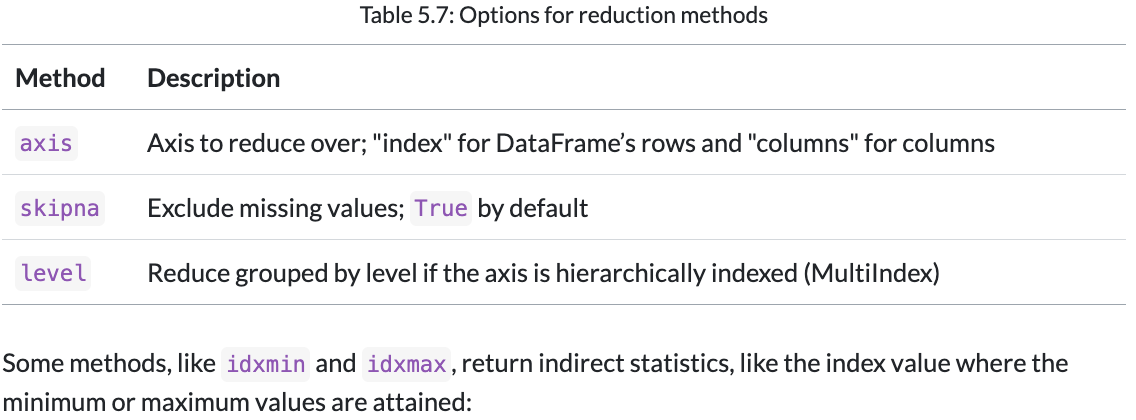 Table 5.7: Options for reduction methods
Method Description
axis Axis to reduce over; "index" for DataFrame’s rows and "columns" for columns
skipna Exclude missing values; True by default
level Reduce grouped by level if the axis is hierarchically indexed (MultiIndex)
Some methods, like idxmin and idxmax, return indirect statistics, like the index value where the
minimum or maximum values are attained: